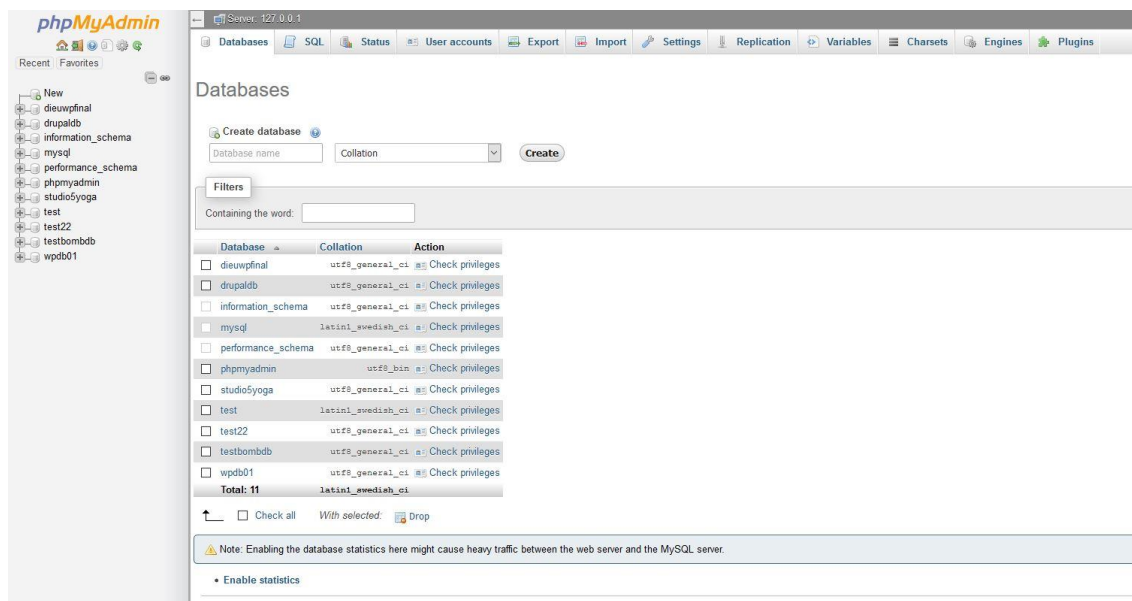 phpMyAdmin
Recent Favorites
New
dieuwpfinal
drupaldb
information_schema
mysql
performance_schema
phpmyadmin
studio5yoga
test
test22
testbombdb
wpdb01
Server: 127.0.0.1
Databases SQL Status User accounts Export Import Settings Replication Variables Charsets Engines Plugins
Databases
Create database
Database name Collation Create
Filters
Containing the word:
Database Collation Action
dieuwpfinal utf8_general_ci Check privileges
drupaldb utf8_general_ci Check privileges
information_schema utf8_general_ci Check privileges
mysql latin1_swedish_ci Check privileges
performance_schema utf8_general_ci Check privileges
phpmyadmin utf8_bin Check privileges
studio5yoga utf8_general_ci Check privileges
test latin1_swedish_ci Check privileges
test22 utf8_general_ci Check privileges
testbombdb utf8_general_ci Check privileges
wpdb01 utf8_general_ci Check privileges
Total: 11 latin1_swedish_ci
Check all With selected: Drop
Note: Enabling the database statistics here might cause heavy traffic between the web server and the MySQL server.
• Enable statistics